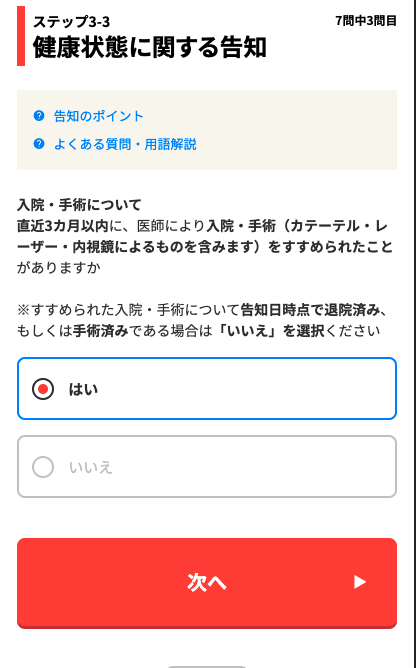 ステップ3-3
7問中3問目
健康状態に関する告知
告知のポイント
よくある質問・用語解説
入院・手術について
直近3カ月以内に、医師により入院・手術（カテーテル・レ
ーザー・内視鏡によるものを含みます）をすすめられたこと
がありますか
※すすめられた入院・手術について告知日時点で退院済み、
もしくは手術済みである場合は「いいえ」を選択ください
はい
いいえ
次へ